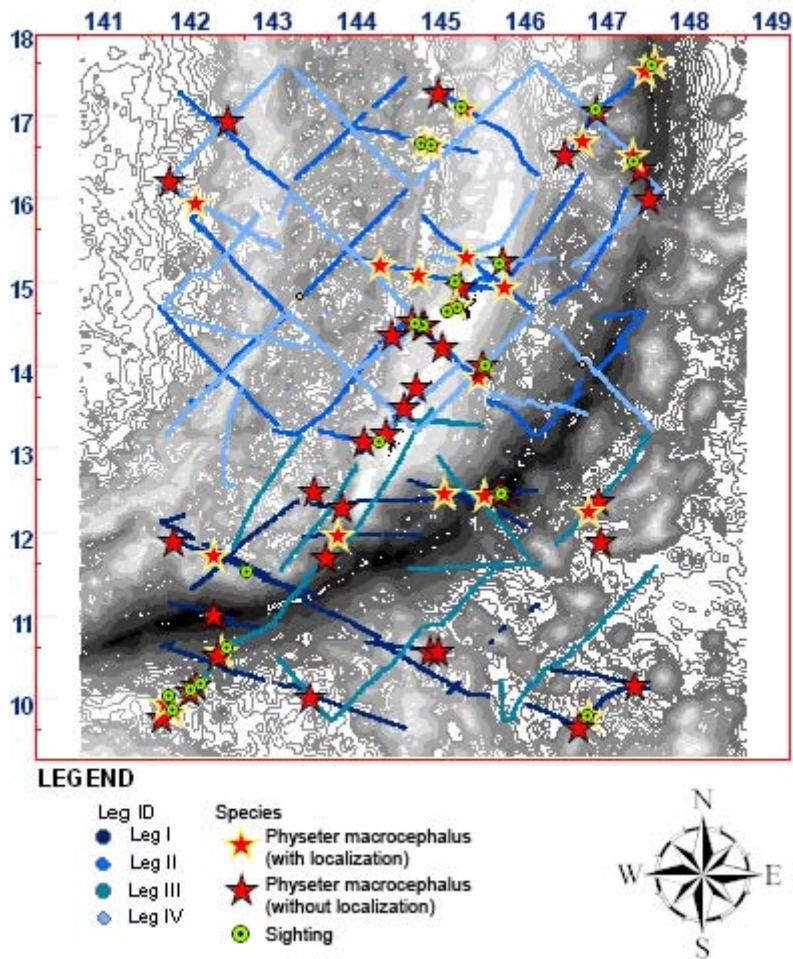 141 142 143 144 145 146 147 148 149
18
17
16
15
14
13
12
11
10
LEGEND
Leg ID
Leg I
Leg II
Leg III
Leg IV
Species
Physeter macrocephalus
(with localization)
Physeter macrocephalus
(without localization)
Sighting
N
W E
S